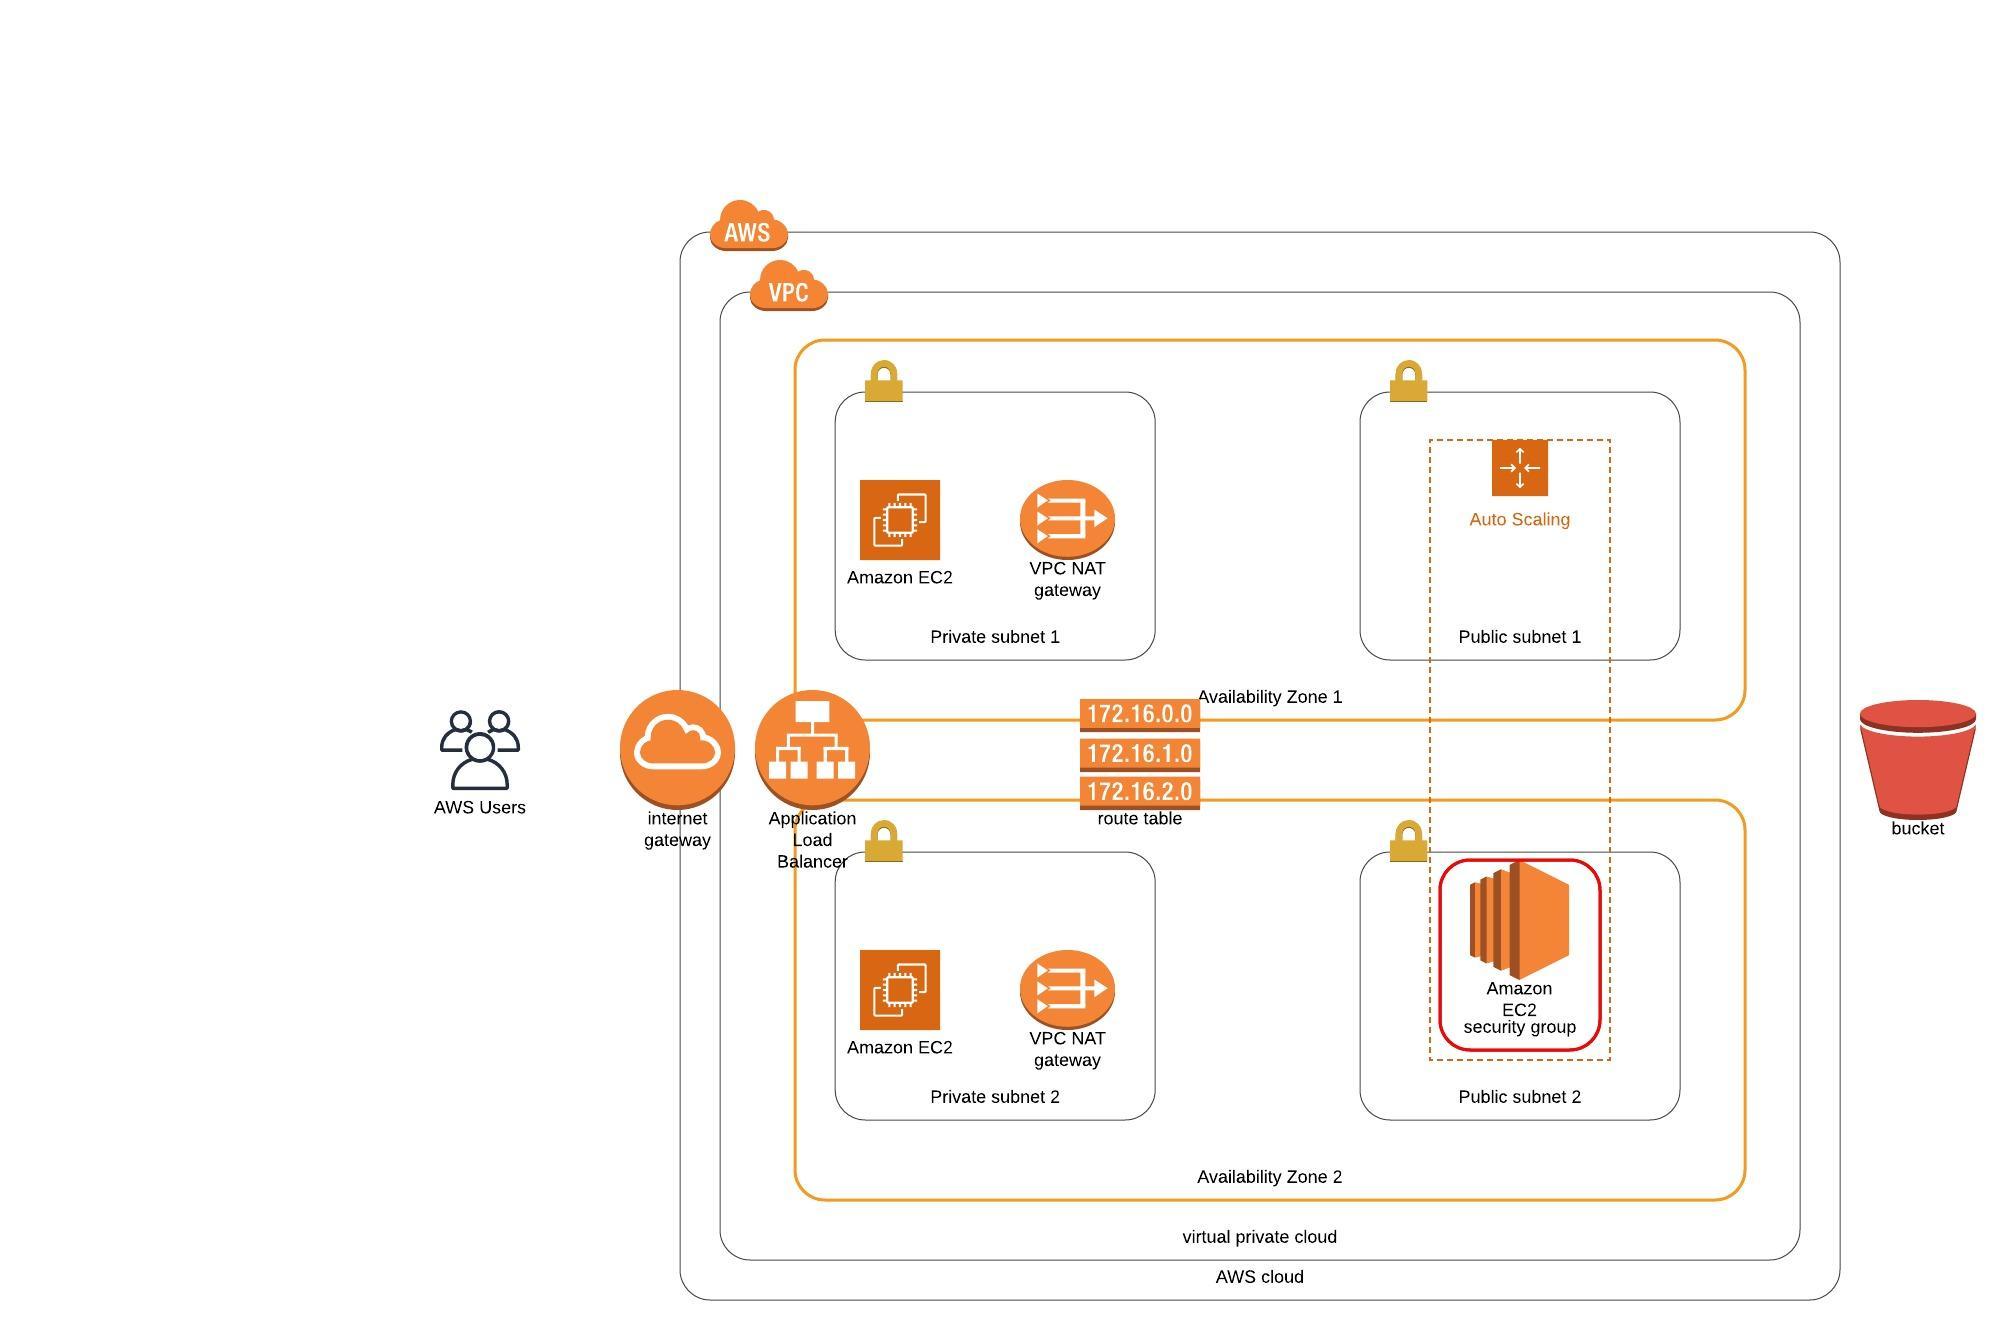 AWS
VPC
Auto Scaling
Amazon EC2
VPC NAT
gateway
Private subnet 1
Public subnet 1
Availability Zone 1
172.16.0.0
172.16.1.0
172.16.2.0
route table
AWS Users
internet
gateway
Application
Load
Balancer
bucket
Amazon
EC2
security group
Amazon EC2
VPC NAT
gateway
Private subnet 2
Public subnet 2
Availability Zone 2
virtual private cloud
AWS cloud